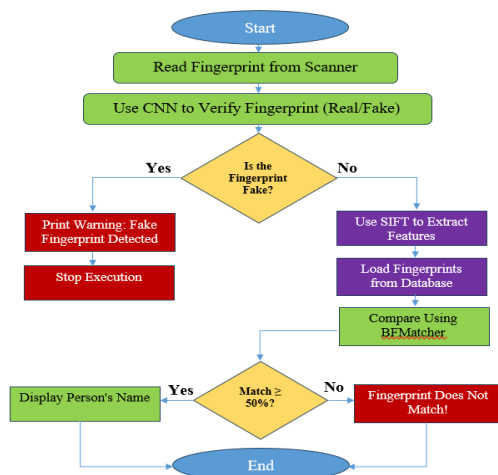 Start
Read Fingerprint from Scanner
Use CNN to Verify Fingerprint (Real/Fake)
Is the
Fingerprint
Fake?
Yes
No
Print Warning: Fake
Fingerprint Detected
Stop Execution
Use SIFT to Extract
Features
Load Fingerprints
from Database
Compare Using
BFMatcher
Match ≥
50%?
Yes
No
Display Person's Name
Fingerprint Does Not
Match!
End